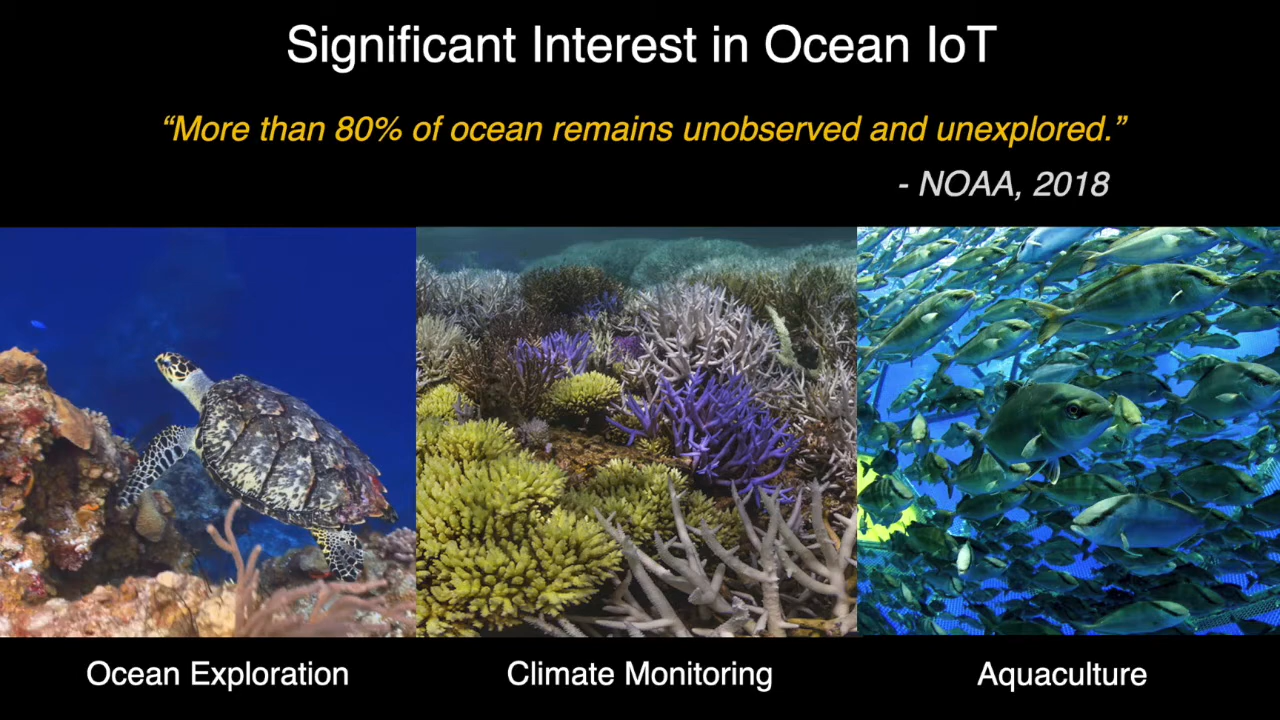 Significant Interest in Ocean IoT
“More than 80% of ocean remains unobserved and unexplored.”
- NOAA, 2018
Ocean Exploration
Climate Monitoring
Aquaculture